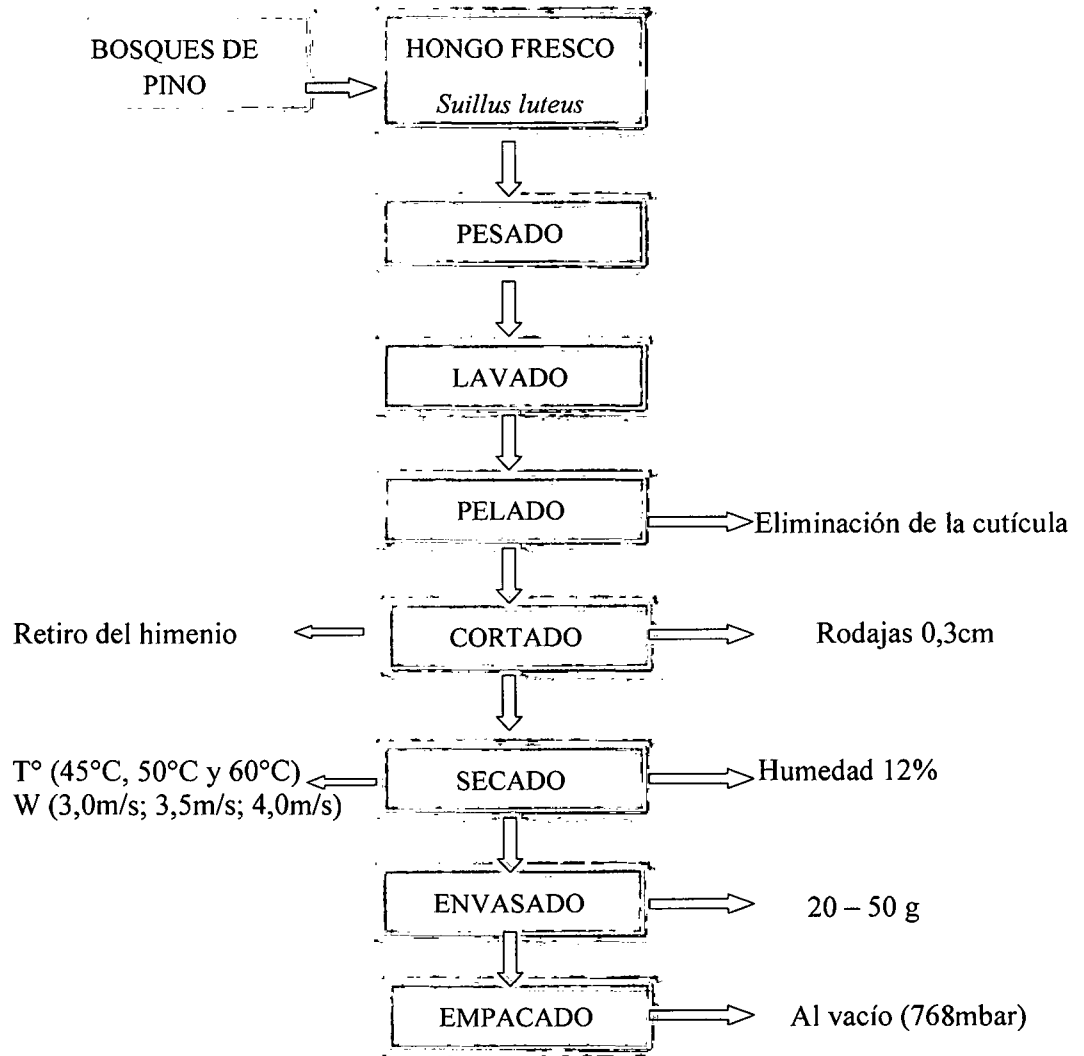 BOSQUES DE
PINO
HONGO FRESCO
Suillus luteus
PESADO
LAVADO
PELADO
Eliminación de la cutícula
Retiro del himenio
CORTADO
Rodajas 0,3cm
T° (45°C, 50°C y 60°C)
W (3,0m/s; 3,5m/s; 4,0m/s)
SECADO
Humedad 12%
ENVASADO
20 – 50 g
EMPACADO
Al vacío (768mbar)